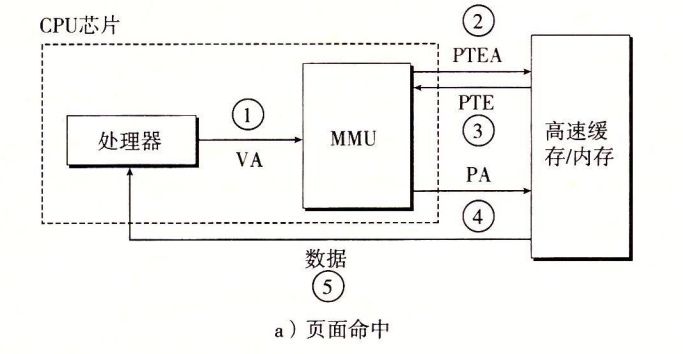 CPU芯片
②
PTEA
①
处理器
VA
MMU
PTE
③
高速缓
存/内存
PA
④
数据
⑤
a）页面命中